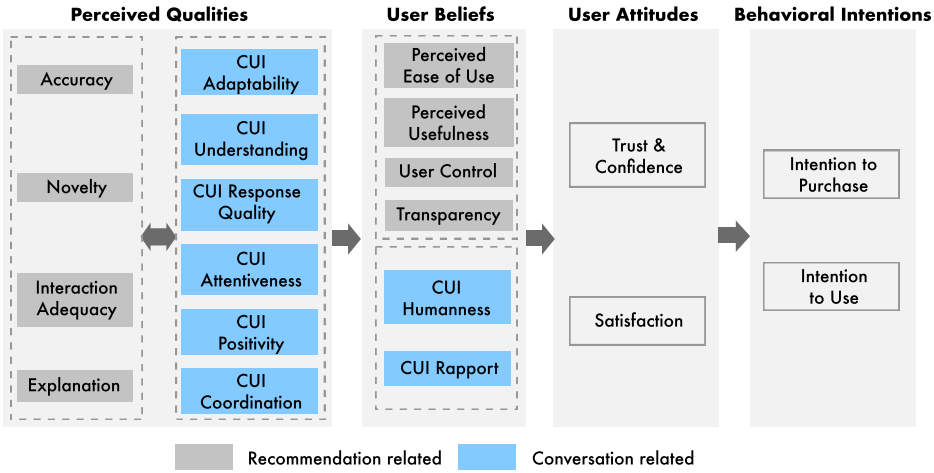 Perceived Qualities
User Beliefs
User Attitudes
Behavioral Intentions
Accuracy
Novelty
Interaction
Adequacy
Explanation
CUI
Adaptability
CUI
Understanding
CUI Response
Quality
CUI
Attentiveness
CUI
Positivity
CUI
Coordination
Perceived
Ease of Use
Perceived
Usefulness
User Control
Transparency
CUI
Humanness
CUI Rapport
Trust &
Confidence
Satisfaction
Intention to
Purchase
Intention
to Use
Recommendation related
Conversation related